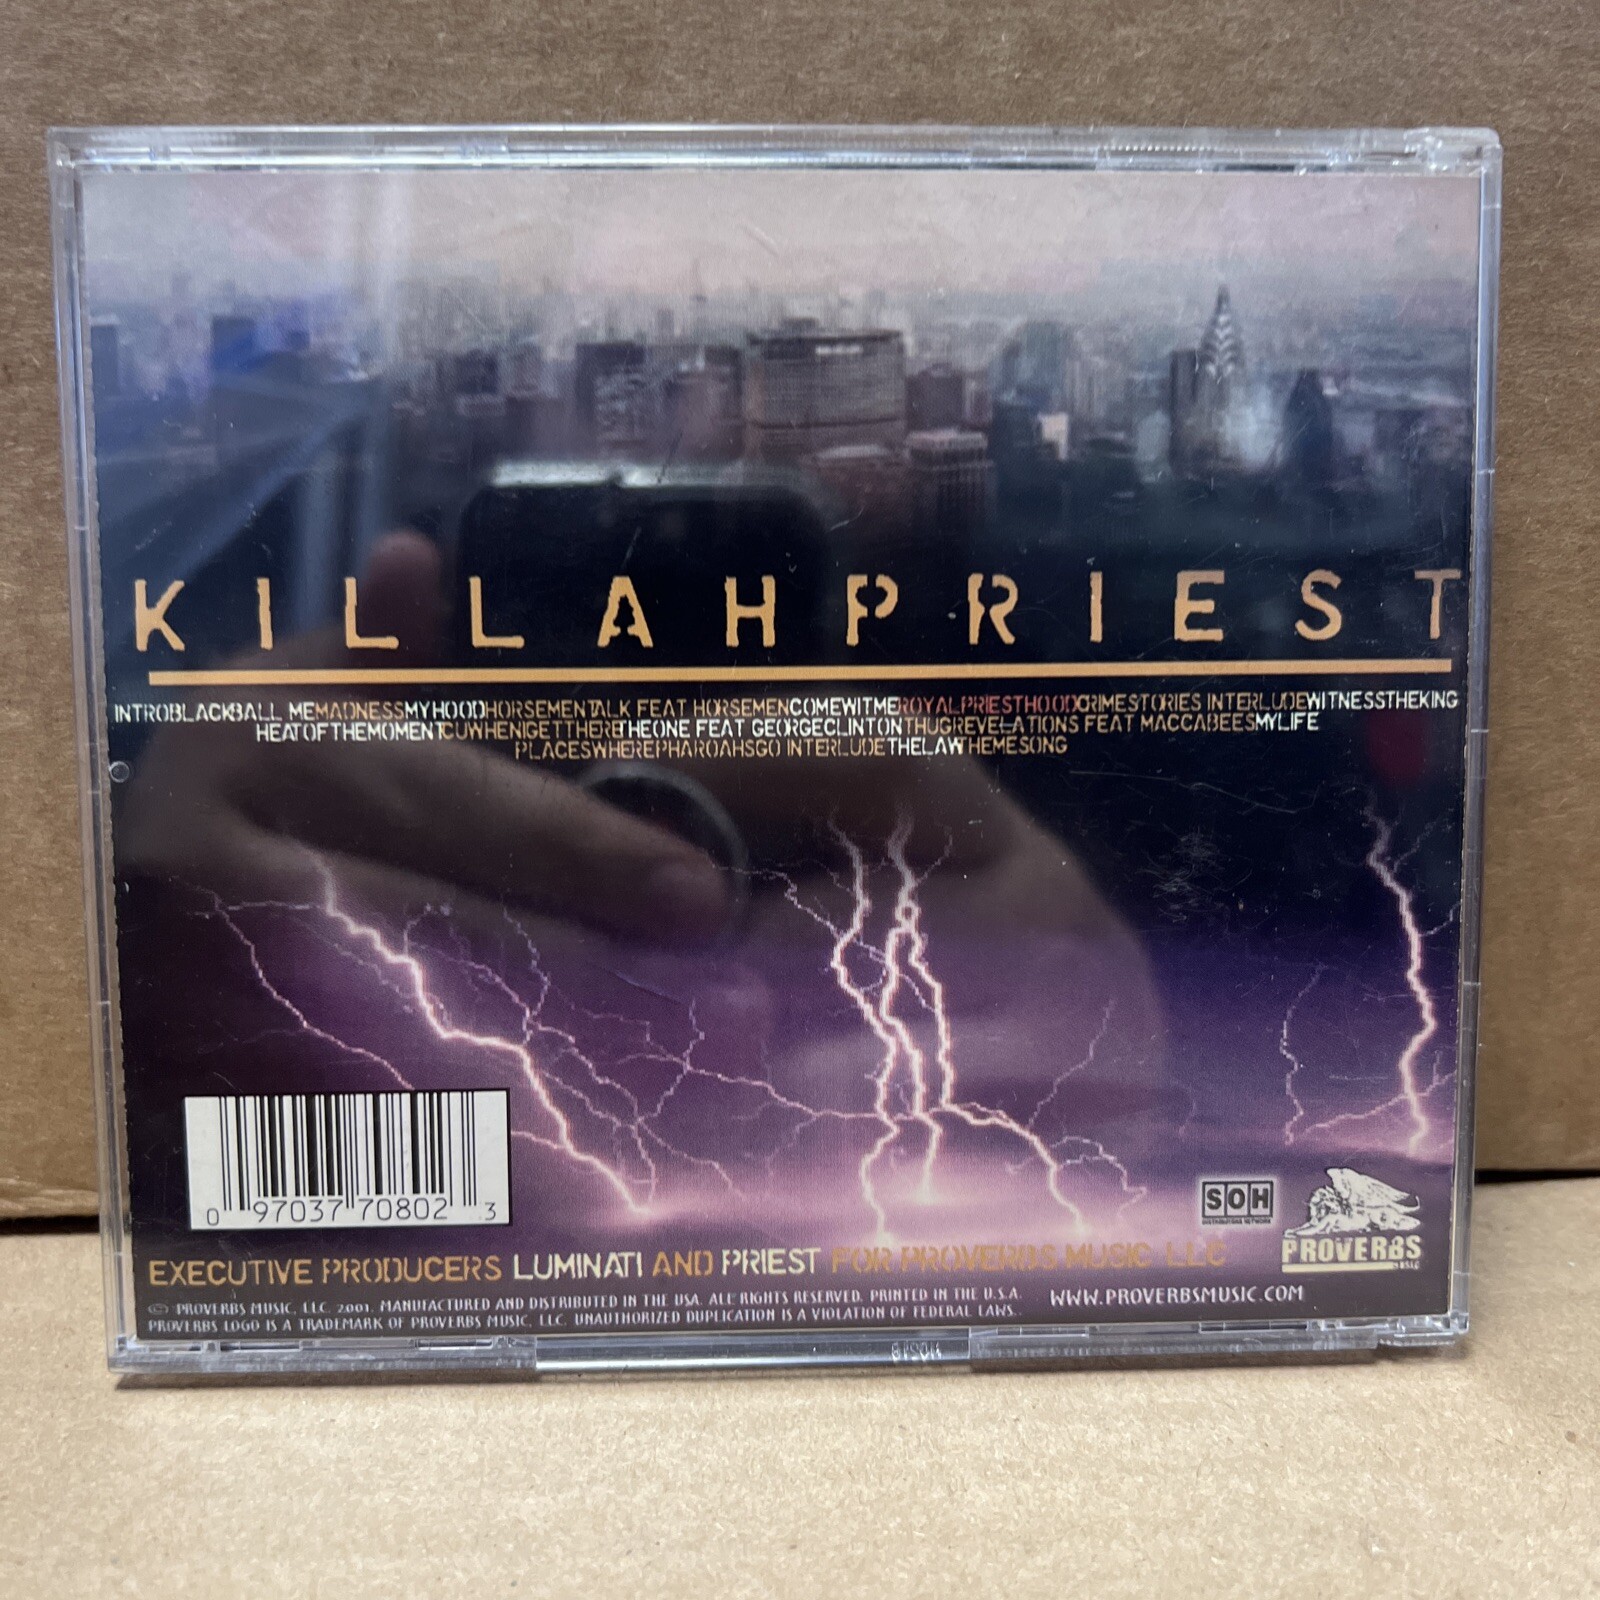 KILLAHPRIEST
INTROBLACKBALL MEMADNESSMYHOODHORSEMENTALK FEAT HORSEMENCOMEWITMEROYALPRIESTHOODCRIMESTORIES INTERLUDEWITNESSTHEKING
HEATOFTHEMOMENTCUWHENIGETTHERETHEONE FEAT GEORGECLINTONTHUGREVELATIONS FEAT MACCABEESMYLIFE
PLACESWHEREPHAROAHSGO INTERLUDETHELAWTHEMESONG
0 97037 70802 3
SOH
DISTRIBUTION NETWORK
PROVERBS
MUSIC
EXECUTIVE PRODUCERS LUMINATI AND PRIEST FOR PROVERBS MUSIC LLC
© PROVERBS MUSIC, LLC. 2001. MANUFACTURED AND DISTRIBUTED IN THE USA. ALL RIGHTS RESERVED. PRINTED IN THE U.S.A.
WWW.PROVERBSMUSIC.COM
PROVERBS LOGO IS A TRADEMARK OF PROVERBS MUSIC, LLC. UNAUTHORIZED DUPLICATION IS A VIOLATION OF FEDERAL LAWS..